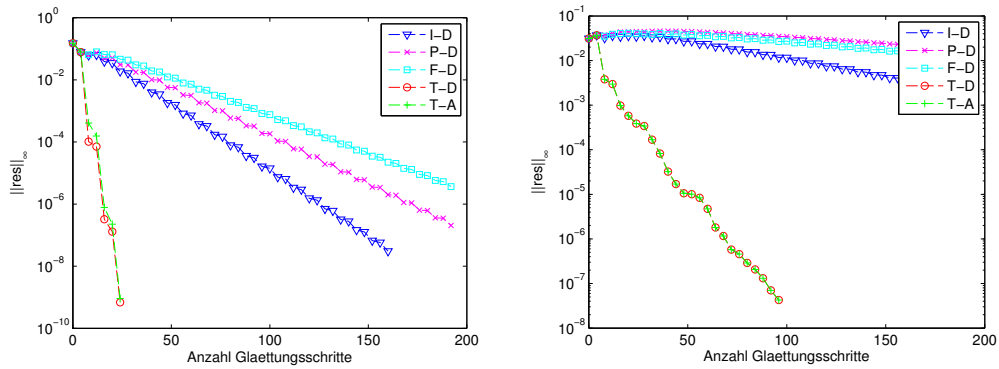 10^0
10^−2
10^−4
10^−6
10^−8
10^−10
||res||_∞
0
50
100
150
200
Anzahl Glaettungsschritte
I−D
P−D
F−D
T−D
T−A
10^−1
10^−2
10^−3
10^−4
10^−5
10^−6
10^−7
10^−8
||res||_∞
0
50
100
150
200
Anzahl Glaettungsschritte
I−D
P−D
F−D
T−D
T−A